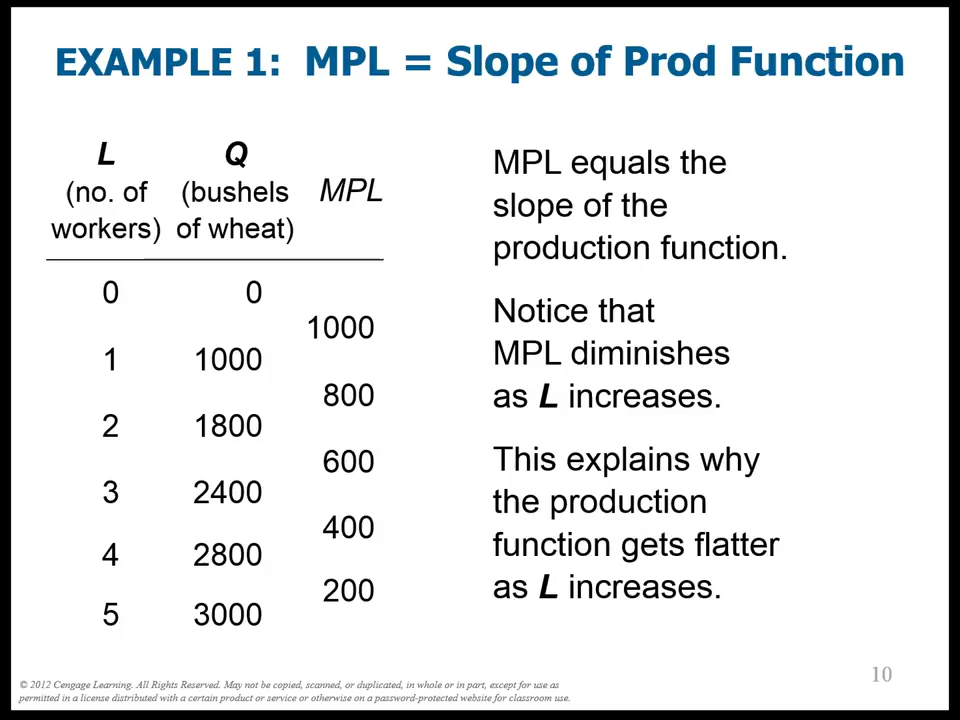 EXAMPLE 1: MPL = Slope of Prod Function
L Q
(no. of (bushels MPL
workers) of wheat)
0 0
1000
1 1000
800
2 1800
600
3 2400
400
4 2800
200
5 3000
MPL equals the
slope of the
production function.
Notice that
MPL diminishes
as L increases.
This explains why
the production
function gets flatter
as L increases.
10
© 2012 Cengage Learning. All Rights Reserved. May not be copied, scanned, or duplicated, in whole or in part, except for use as
permitted in a license distributed with a certain product or service or otherwise on a password-protected website for classroom use.